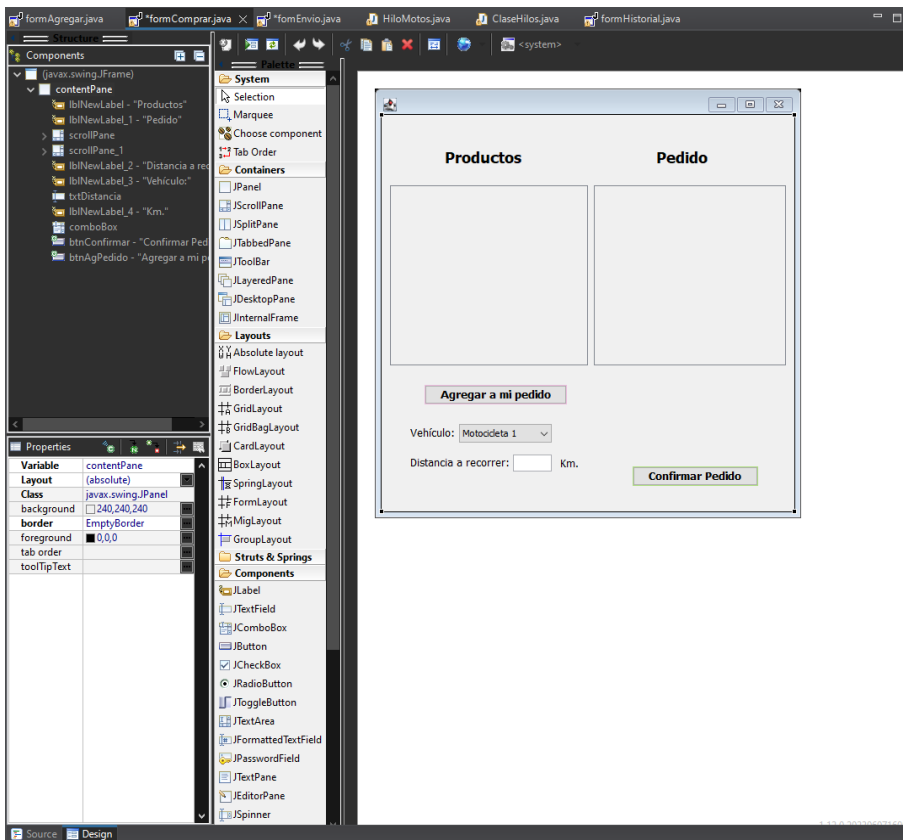 formAgregar.java
*formComprar.java
*formEnvio.java
HiloMotos.java
ClaseHilos.java
formHistorial.java
Structure
Components
(javax.swing.JFrame)
contentPane
lblNewLabel - "Productos"
lblNewLabel_1 - "Pedido"
scrollPane
scrollPane_1
lblNewLabel_2 - "Distancia a rec
lblNewLabel_3 - "Vehículo:"
txtDistancia
lblNewLabel_4 - "Km."
comboBox
btnConfirmar - "Confirmar Ped
btnAgPedido - "Agregar a mi p
Properties
Variable contentPane
Layout (absolute)
Class javax.swing.JPanel
background 240,240,240
border EmptyBorder
foreground 0,0,0
tab order
toolTipText
<system>
Palette
System
Selection
Marquee
Choose component
Tab Order
Containers
JPanel
JScrollPane
JSplitPane
JTabbedPane
JToolBar
JLayeredPane
JDesktopPane
JInternalFrame
Layouts
Absolute layout
FlowLayout
BorderLayout
GridLayout
GridBagLayout
CardLayout
BoxLayout
SpringLayout
FormLayout
MigLayout
GroupLayout
Struts & Springs
Components
JLabel
JTextField
JComboBox
JButton
JCheckBox
JRadioButton
JToggleButton
JTextArea
JFormattedTextField
JPasswordField
JTextPane
JEditorPane
JSpinner
Productos
Pedido
Agregar a mi pedido
Vehículo: Motocicleta 1
Distancia a recorrer: Km.
Confirmar Pedido
Source
Design